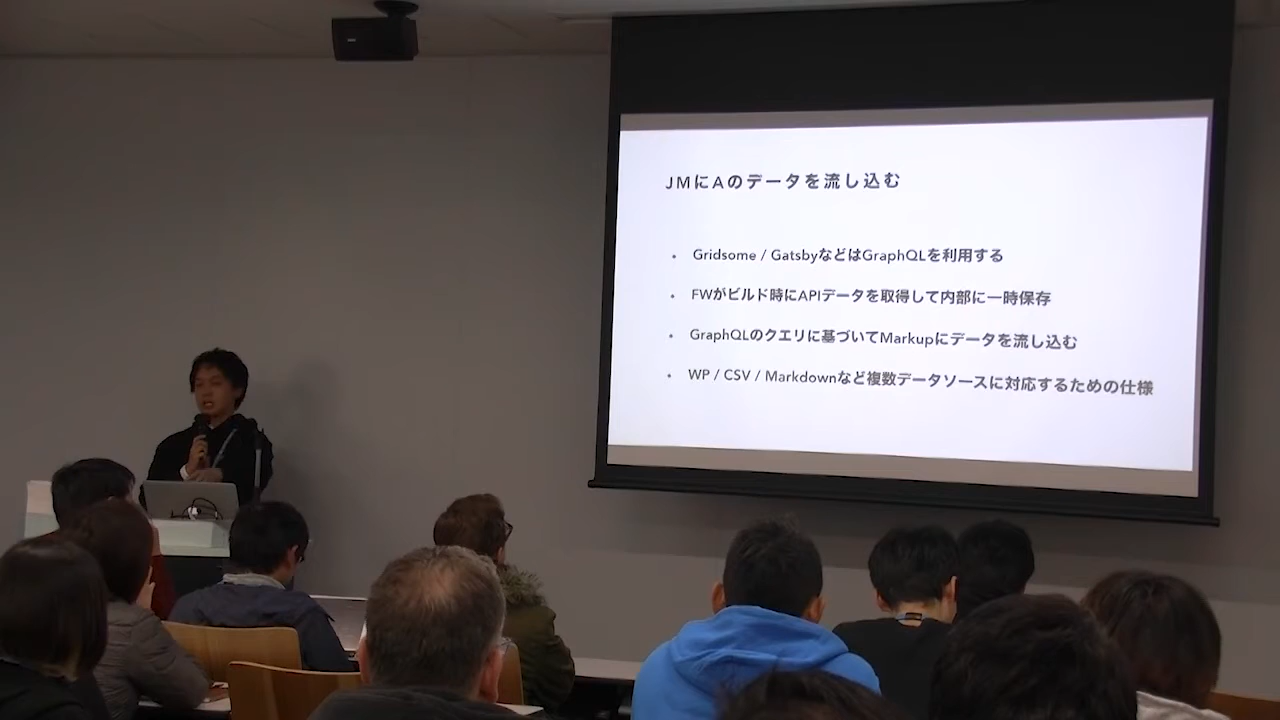 JMにAのデータを流し込む
• Gridsome / GatsbyなどはGraphQLを利用する
• FWがビルド時にAPIデータを取得して内部に一時保存
• GraphQLのクエリに基づいてMarkupにデータを流し込む
• WP / CSV / Markdownなど複数データソースに対応するための仕様